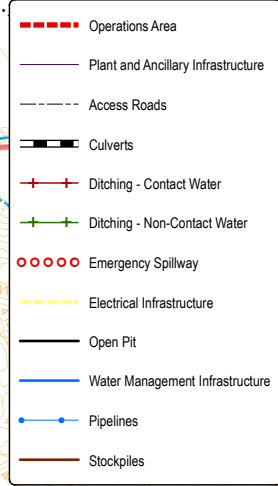 Operations Area
Plant and Ancillary Infrastructure
Access Roads
Culverts
Ditching - Contact Water
Ditching - Non-Contact Water
Emergency Spillway
Electrical Infrastructure
Open Pit
Water Management Infrastructure
Pipelines
Stockpiles